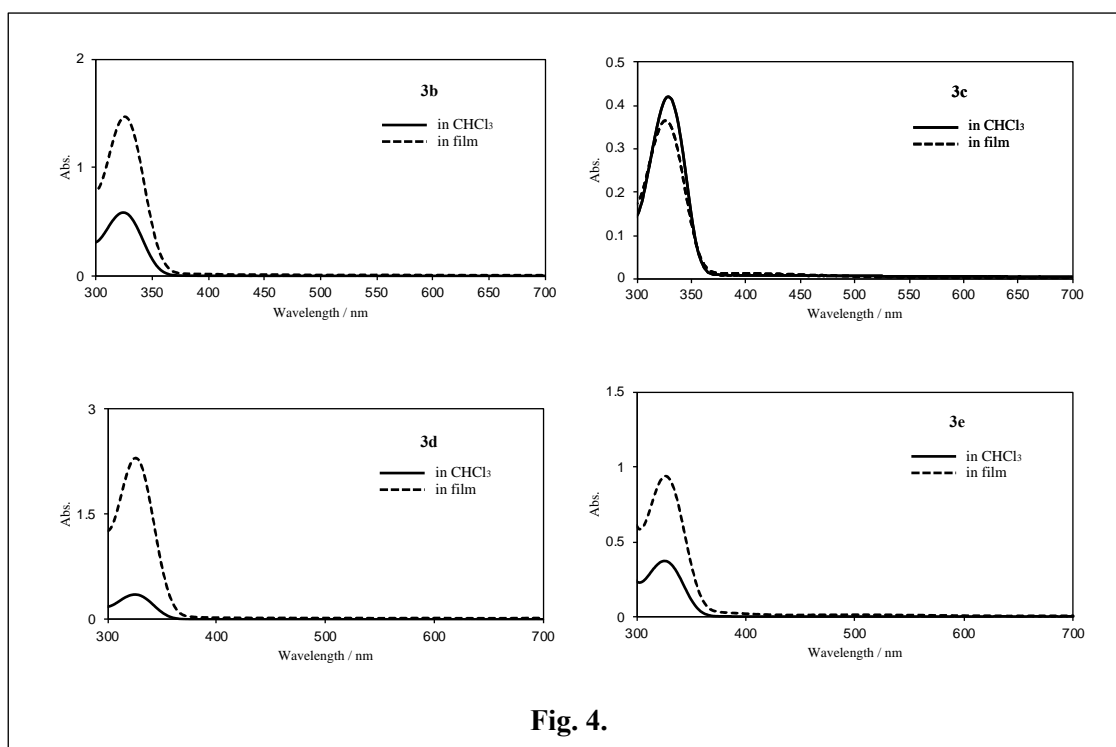 2
1
0
300 350 400 450 500 550 600 650 700
Abs.
Wavelength / nm
3b
in CHCl3
in film
0.5
0.4
0.3
0.2
0.1
0
300 350 400 450 500 550 600 650 700
Abs.
Wavelength / nm
3c
in CHCl3
in film
3
1.5
0
300 400 500 600 700
Abs.
Wavelength / nm
3d
in CHCl3
in film
1.5
1
0.5
0
300 400 500 600 700
Abs.
Wavelength / nm
3e
in CHCl3
in film
Fig. 4.